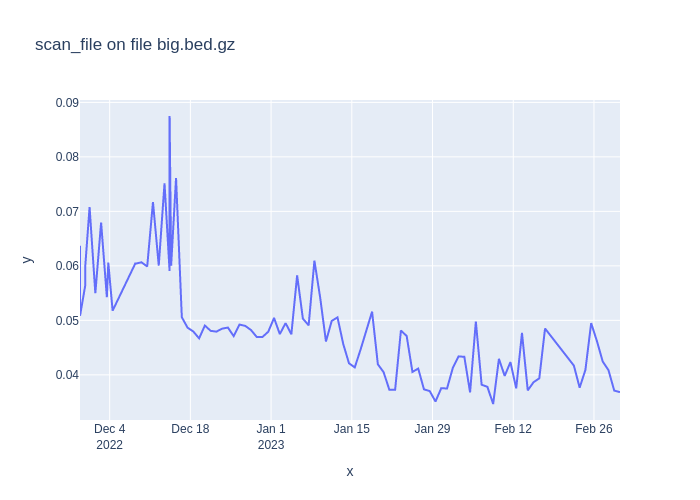 scan_file on file big.bed.gz
0.09
0.08
0.07
0.06
0.05
0.04
y
Dec 4
2022
Dec 18
Jan 1
2023
Jan 15
Jan 29
Feb 12
Feb 26
x